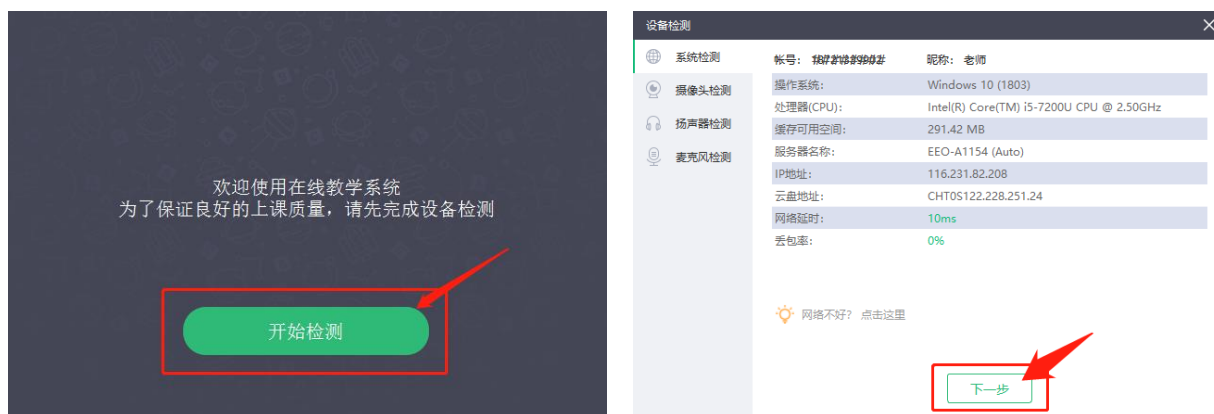 欢迎使用在线教学系统
为了保证良好的上课质量，请先完成设备检测
开始检测
设备检测
系统检测
摄像头检测
扬声器检测
麦克风检测
帐号：
昵称： 老师
操作系统： Windows 10 (1803)
处理器(CPU)： Intel(R) Core(TM) i5-7200U CPU @ 2.50GHz
缓存可用空间： 291.42 MB
服务器名称： EEO-A1154 (Auto)
IP地址： 116.231.82.208
云盘地址： CHT0S122.228.251.24
网络延时： 10ms
丢包率： 0%
网络不好？ 点击这里
下一步